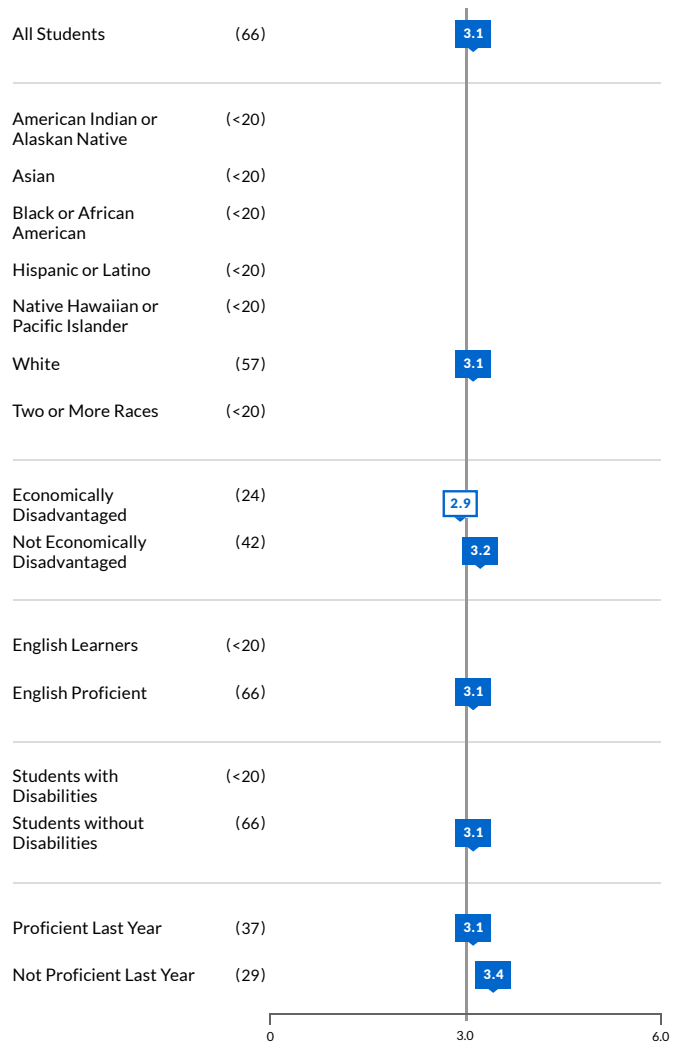 All Students (66) 3.1
American Indian or (<20)
Alaskan Native
Asian (<20)
Black or African (<20)
American
Hispanic or Latino (<20)
Native Hawaiian or (<20)
Pacific Islander
White (57) 3.1
Two or More Races (<20)
Economically (24) 2.9
Disadvantaged
Not Economically (42) 3.2
Disadvantaged
English Learners (<20)
English Proficient (66) 3.1
Students with (<20)
Disabilities
Students without (66) 3.1
Disabilities
Proficient Last Year (37) 3.1
Not Proficient Last Year (29) 3.4
0 3.0 6.0